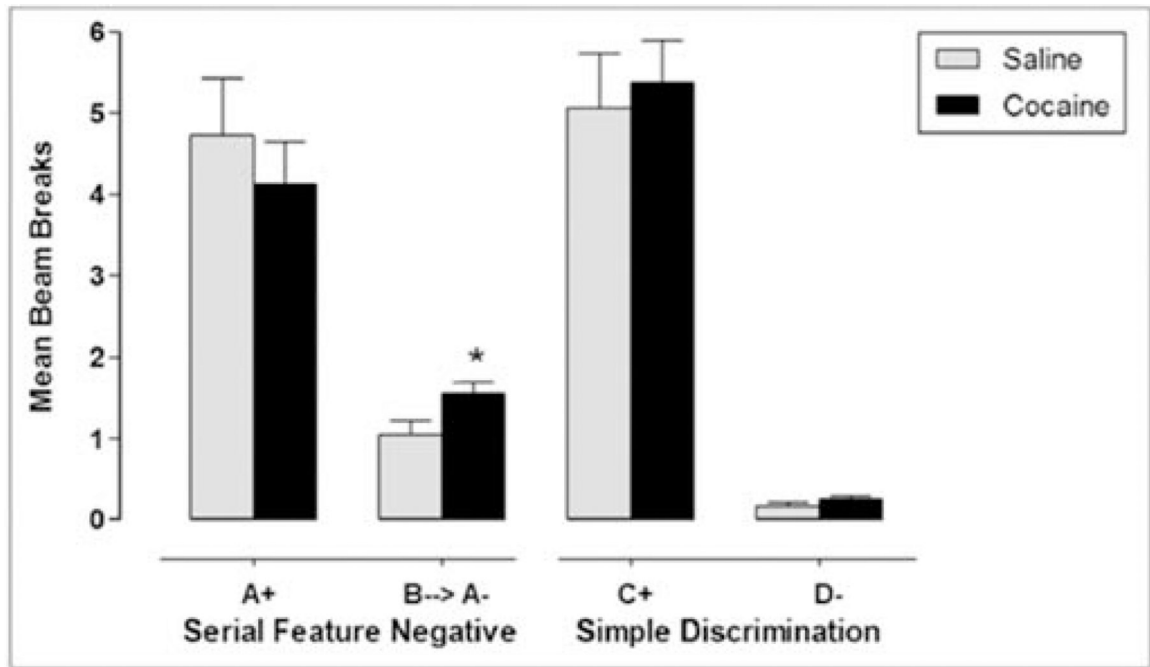 Mean Beam Breaks
6
5
4
3
2
1
0
*
Saline
Cocaine
A+
B--> A-
C+
D-
Serial Feature Negative
Simple Discrimination